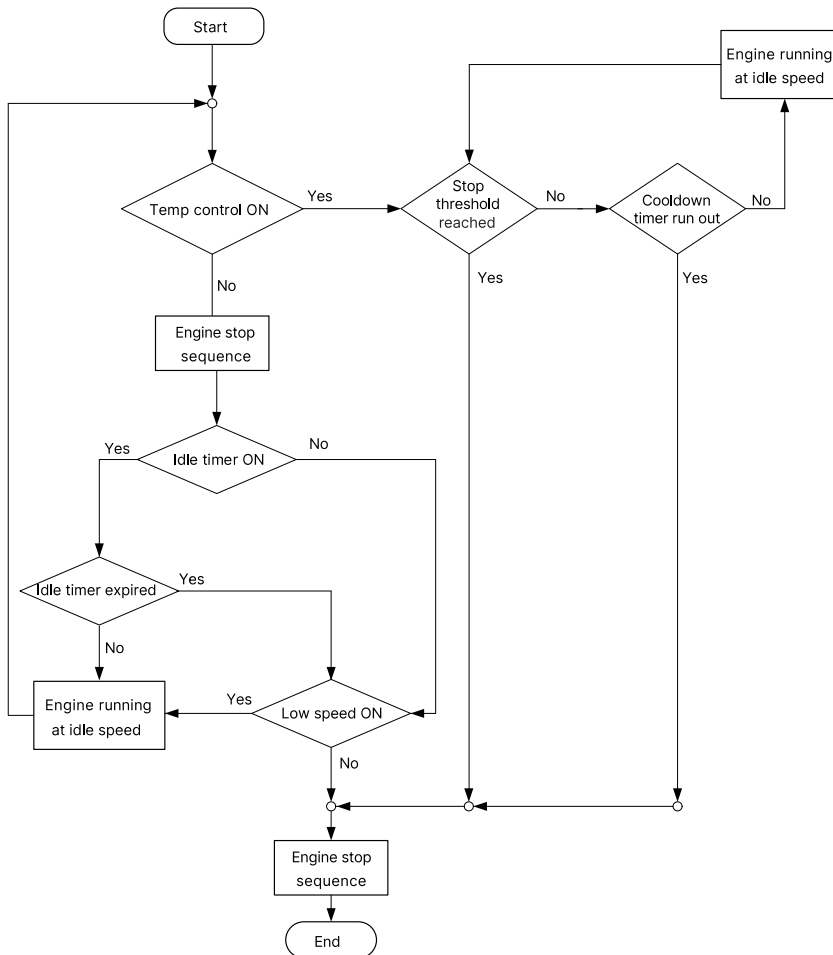 Start
Engine running
at idle speed
Temp control ON
Yes
Stop
threshold
reached
No
Cooldown
timer run out
No
No
Yes
Yes
Engine stop
sequence
Yes
Idle timer ON
No
Idle timer expired
Yes
No
Engine running
at idle speed
Yes
Low speed ON
No
Engine stop
sequence
End